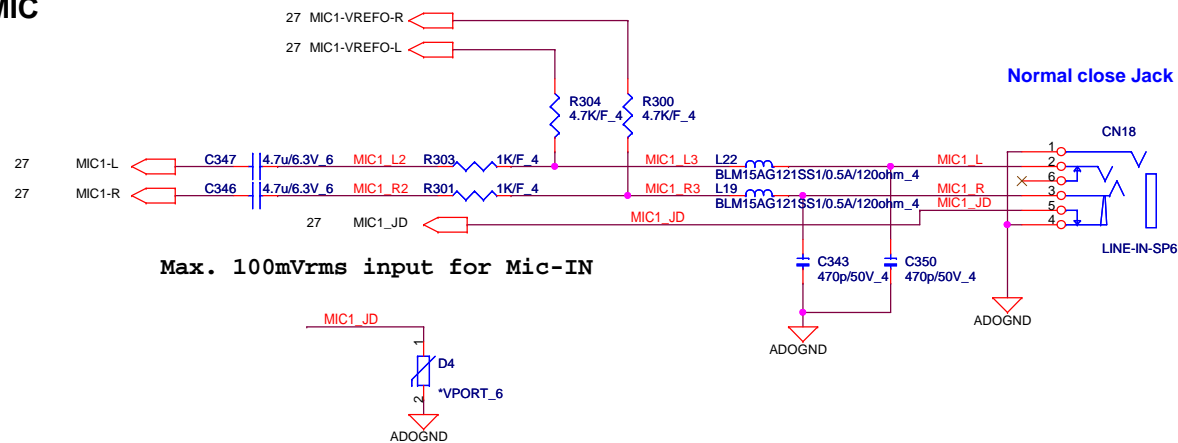 MIC
27 MIC1-VREFO-R
27 MIC1-VREFO-L
Normal close Jack
R304
4.7K/F_4
R300
4.7K/F_4
CN18
27 MIC1-L C347 4.7u/6.3V_6 MIC1_L2 R303 1K/F_4 MIC1_L3 L22 MIC1_L
BLM15AG121SS1/0.5A/120ohm_4
27 MIC1-R C346 4.7u/6.3V_6 MIC1_R2 R301 1K/F_4 MIC1_R3 L19 MIC1_R
BLM15AG121SS1/0.5A/120ohm_4
27 MIC1_JD MIC1_JD MIC1_JD
1
2
6
3
5
4
LINE-IN-SP6
Max. 100mVrms input for Mic-IN
C343
470p/50V_4
C350
470p/50V_4
ADOGND
ADOGND
MIC1_JD
1
D4
*VPORT_6
2
ADOGND